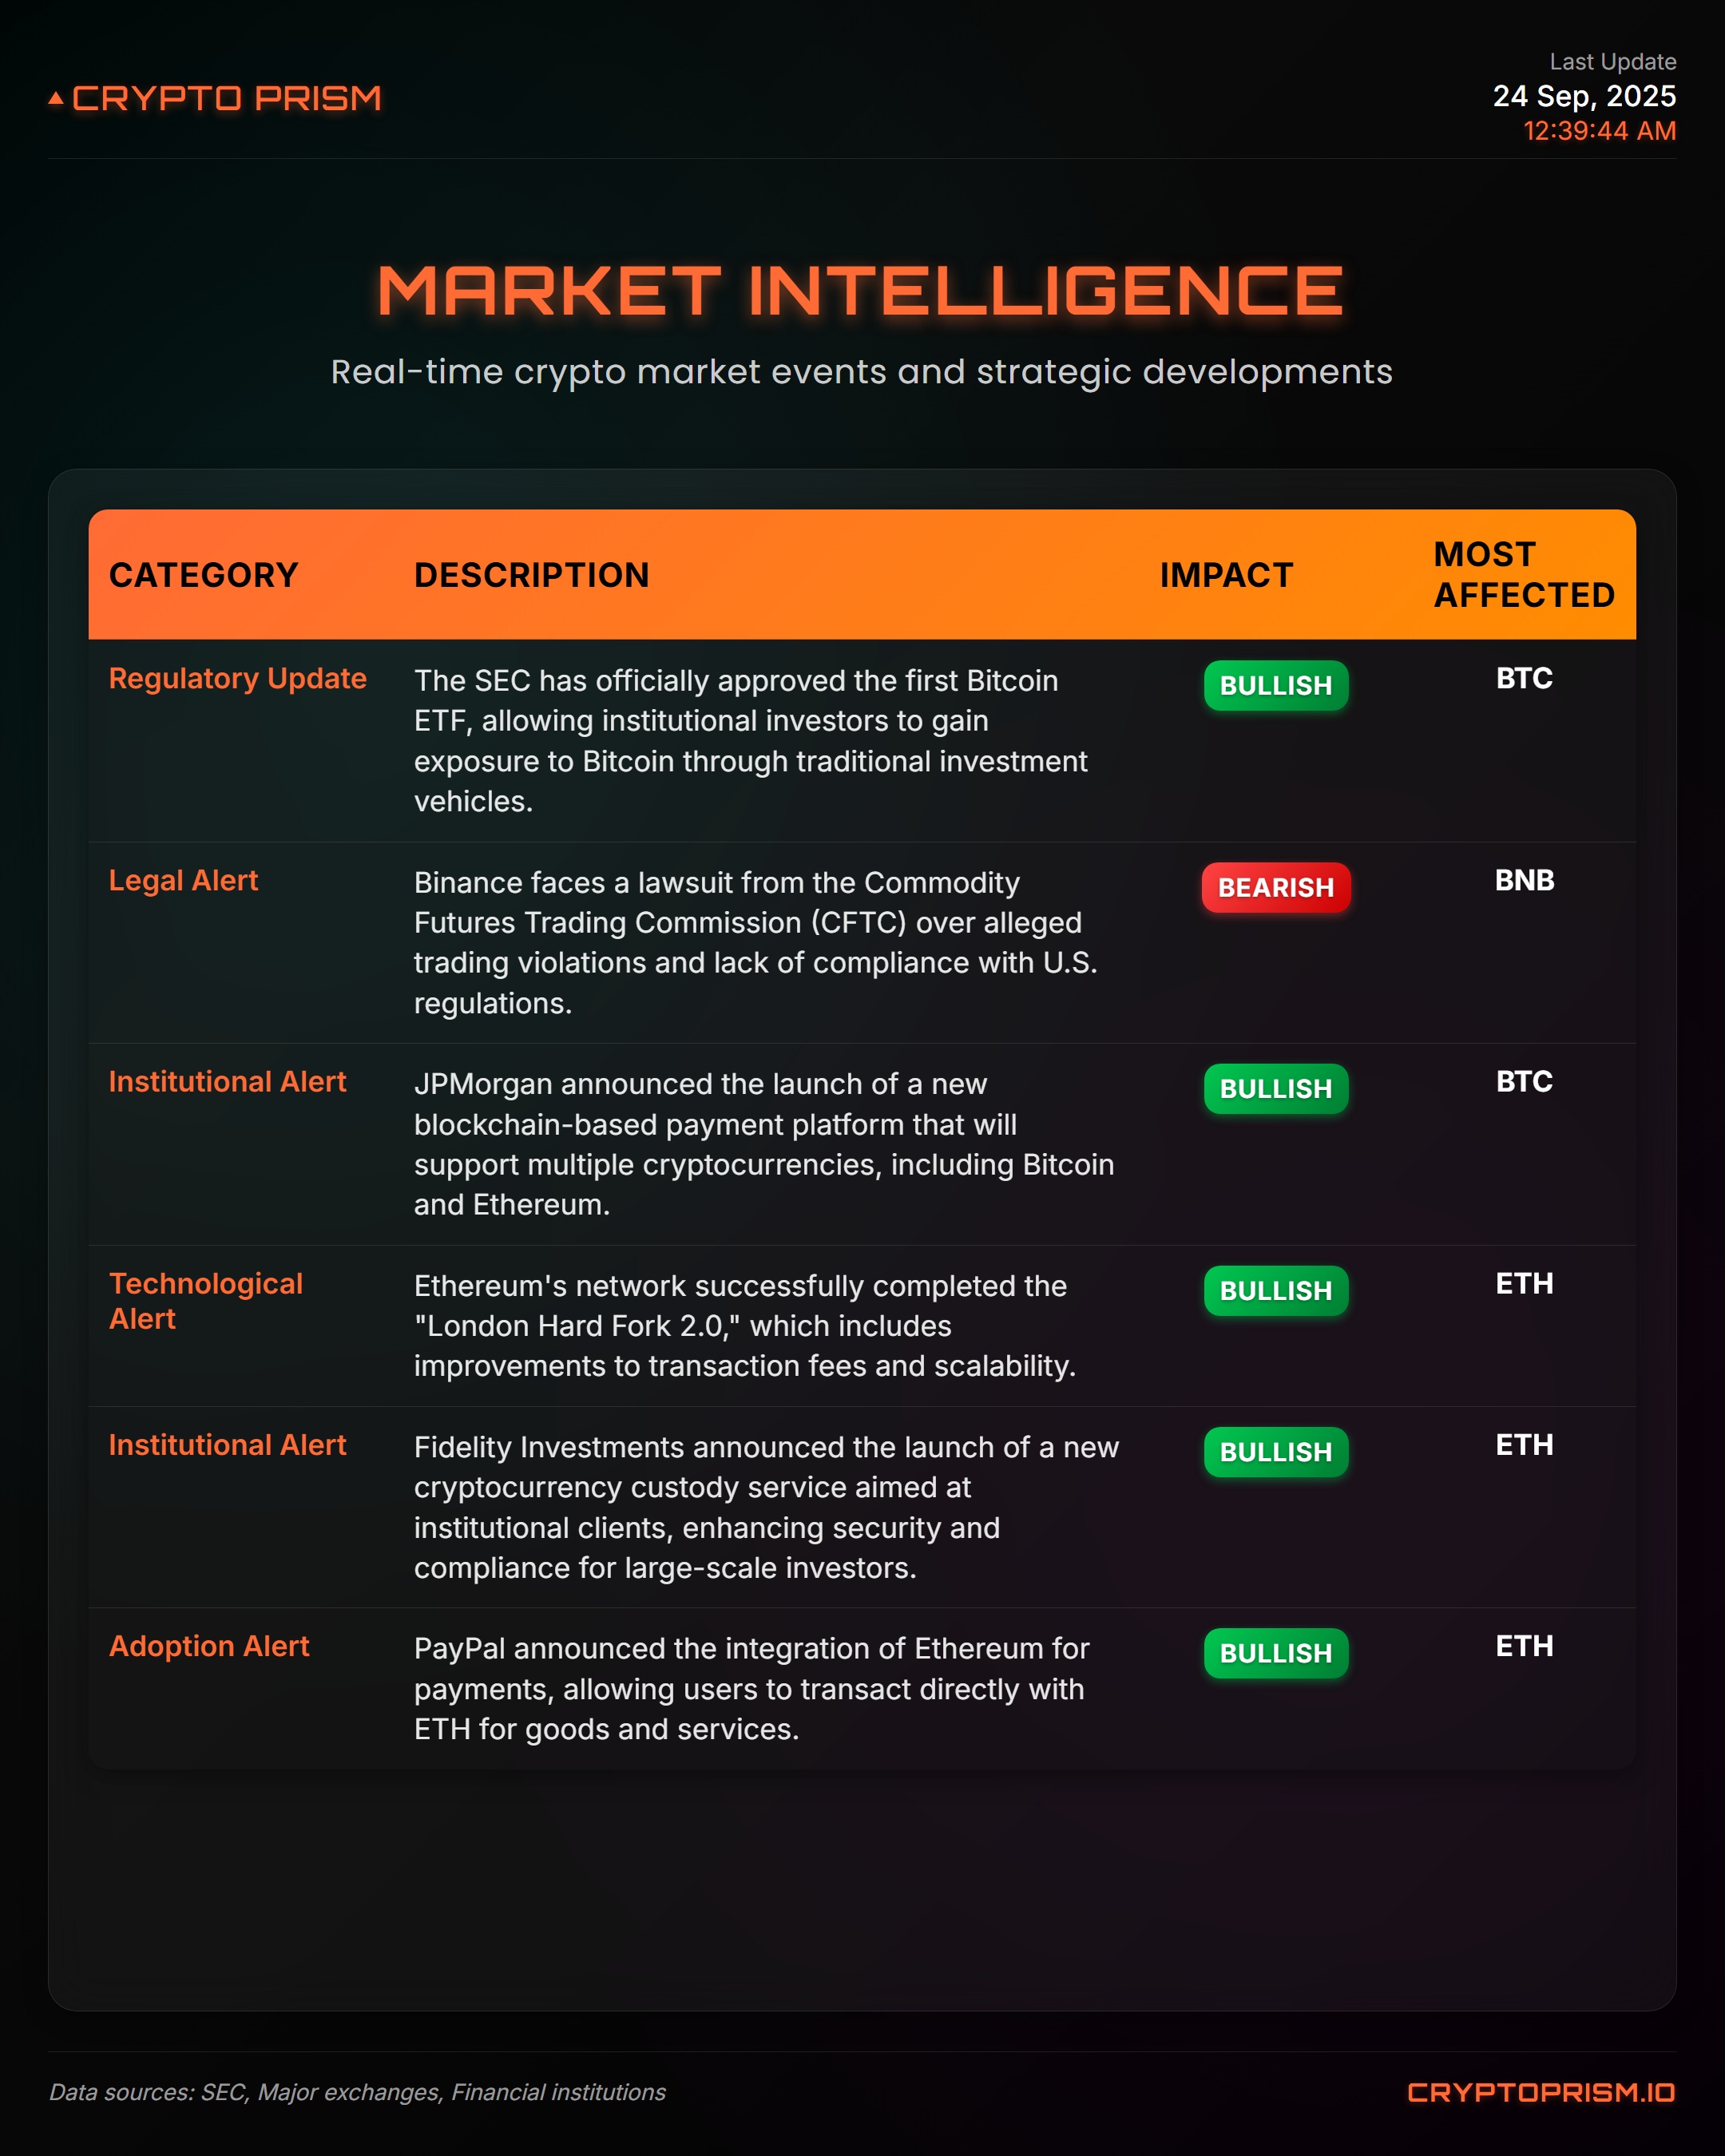 CRYPTO PRISM
Last Update
24 Sep, 2025
12:39:44 AM
MARKET INTELLIGENCE
Real-time crypto market events and strategic developments
CATEGORY
DESCRIPTION
IMPACT
MOST
AFFECTED
Regulatory Update
The SEC has officially approved the first Bitcoin
ETF, allowing institutional investors to gain
exposure to Bitcoin through traditional investment
vehicles.
BULLISH
BTC
Legal Alert
Binance faces a lawsuit from the Commodity
Futures Trading Commission (CFTC) over alleged
trading violations and lack of compliance with U.S.
regulations.
BEARISH
BNB
Institutional Alert
JPMorgan announced the launch of a new
blockchain-based payment platform that will
support multiple cryptocurrencies, including Bitcoin
and Ethereum.
BULLISH
BTC
Technological
Alert
Ethereum's network successfully completed the
"London Hard Fork 2.0," which includes
improvements to transaction fees and scalability.
BULLISH
ETH
Institutional Alert
Fidelity Investments announced the launch of a new
cryptocurrency custody service aimed at
institutional clients, enhancing security and
compliance for large-scale investors.
BULLISH
ETH
Adoption Alert
PayPal announced the integration of Ethereum for
payments, allowing users to transact directly with
ETH for goods and services.
BULLISH
ETH
Data sources: SEC, Major exchanges, Financial institutions
CRYPTOPRISM.IO